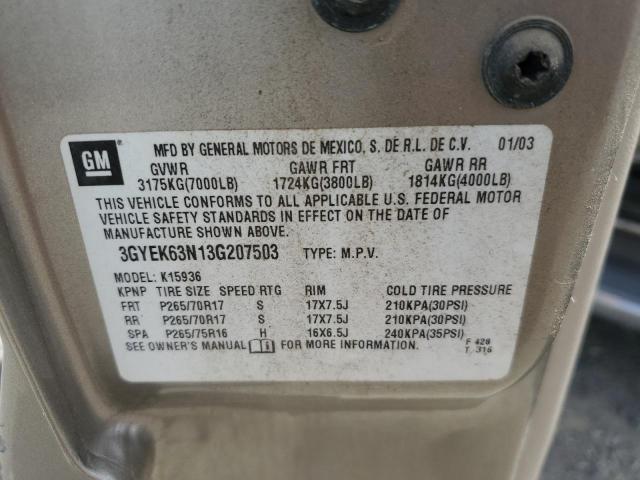 GM
MFD BY GENERAL MOTORS DE MEXICO, S. DE R.L. DE C.V. 01/03
GVWR GAWR FRT GAWR RR
3175KG(7000LB) 1724KG(3800LB) 1814KG(4000LB)
THIS VEHICLE CONFORMS TO ALL APPLICABLE U.S. FEDERAL MOTOR
VEHICLE SAFETY STANDARDS IN EFFECT ON THE DATE OF
MANUFACTURE SHOWN ABOVE.
3GYEK63N13G207503 TYPE: M.P.V.
MODEL: K15936
KPNP TIRE SIZE SPEED RTG RIM COLD TIRE PRESSURE
FRT P265/70R17 S 17X7.5J 210KPA(30PSI)
RR P265/70R17 S 17X7.5J 210KPA(30PSI)
SPA P265/75R16 H 16X6.5J 240KPA(35PSI)
SEE OWNER'S MANUAL FOR MORE INFORMATION. F 428
T 316